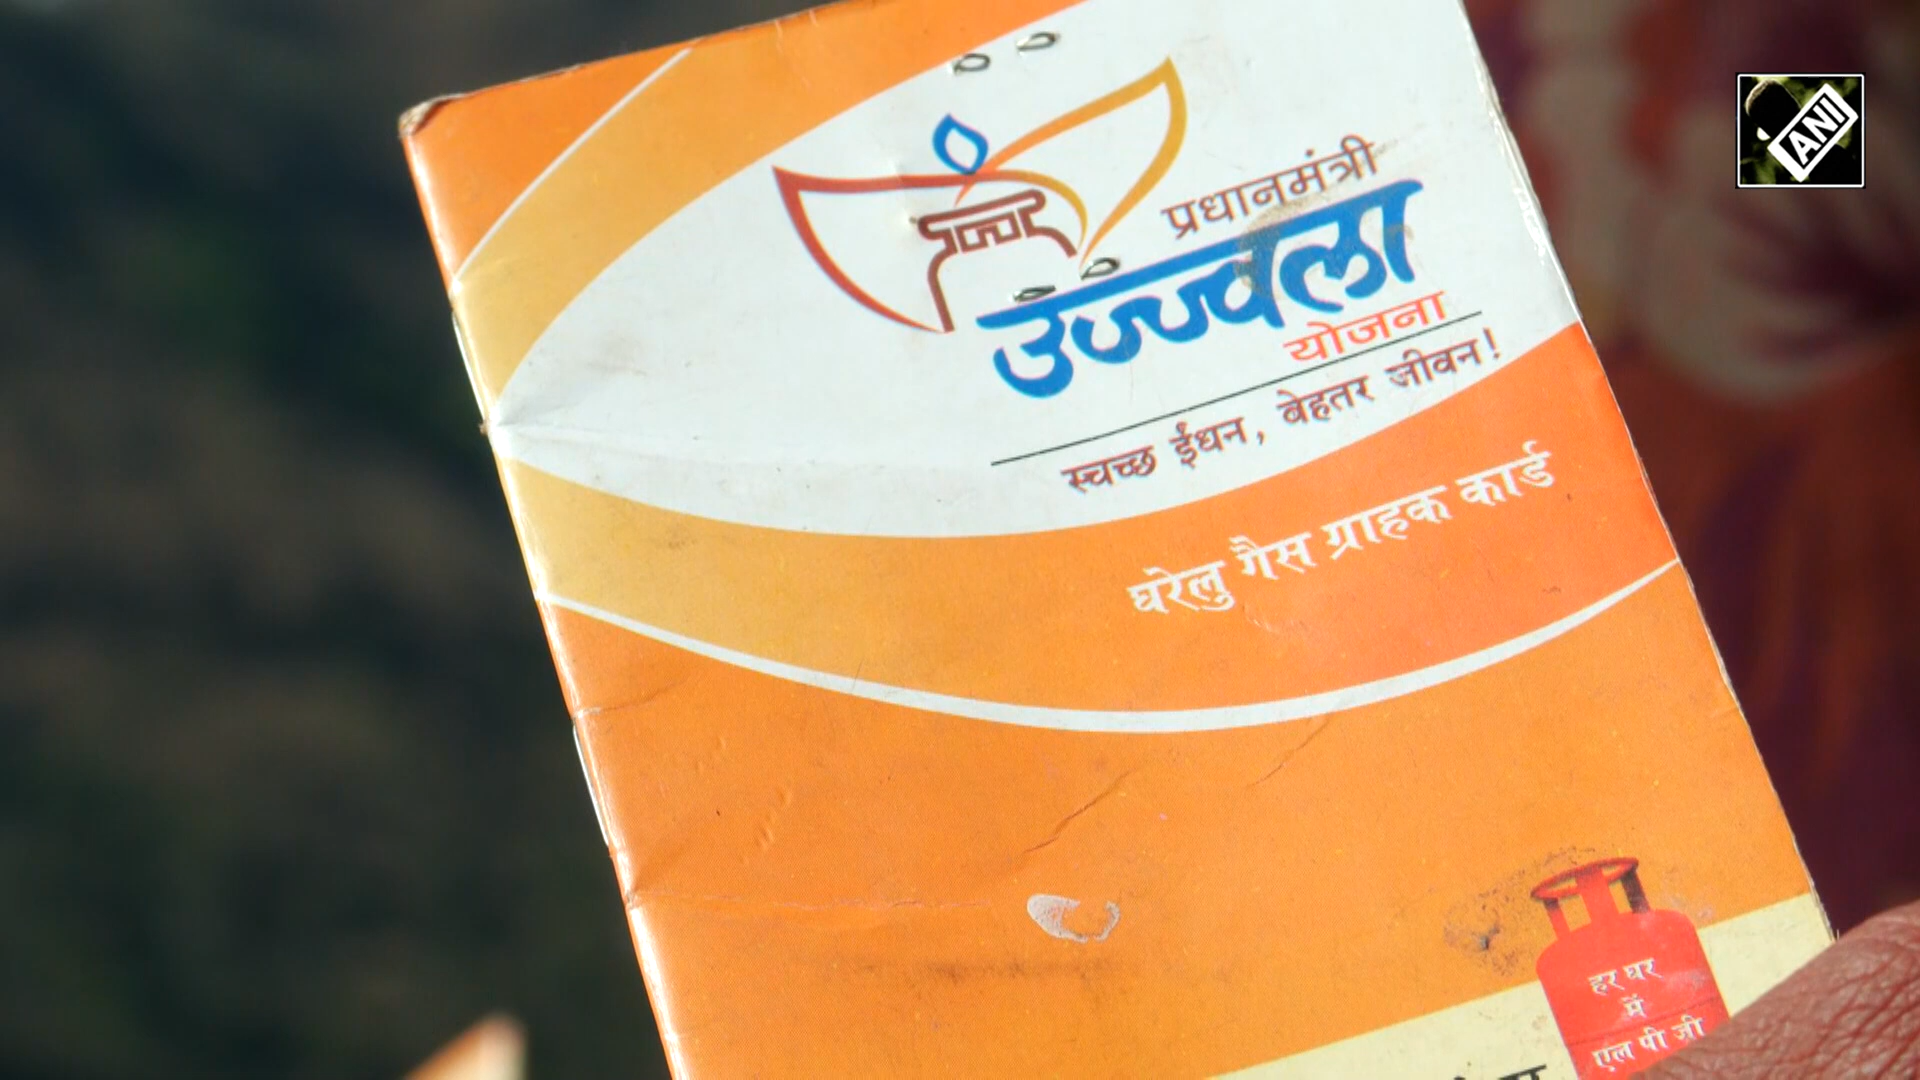 ANI
प्रधानमंत्री
उज्ज्वला
योजना
स्वच्छ ईंधन, बेहतर जीवन!
घरेलु गैस ग्राहक कार्ड
हर घर
में
एल पी जी